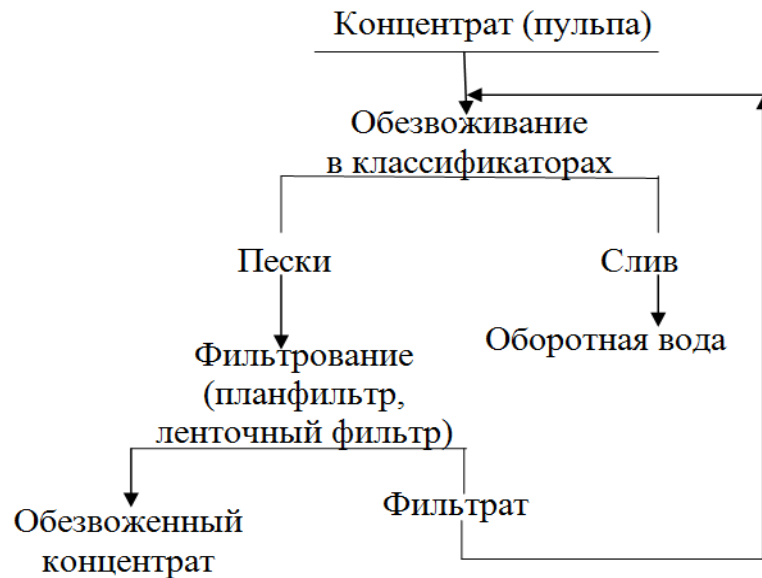 Концентрат (пульпа)
Обезвоживание
в классификаторах
Пески
Слив
Фильтрование
(планфильтр,
ленточный фильтр)
Оборотная вода
Обезвоженный
концентрат
Фильтрат